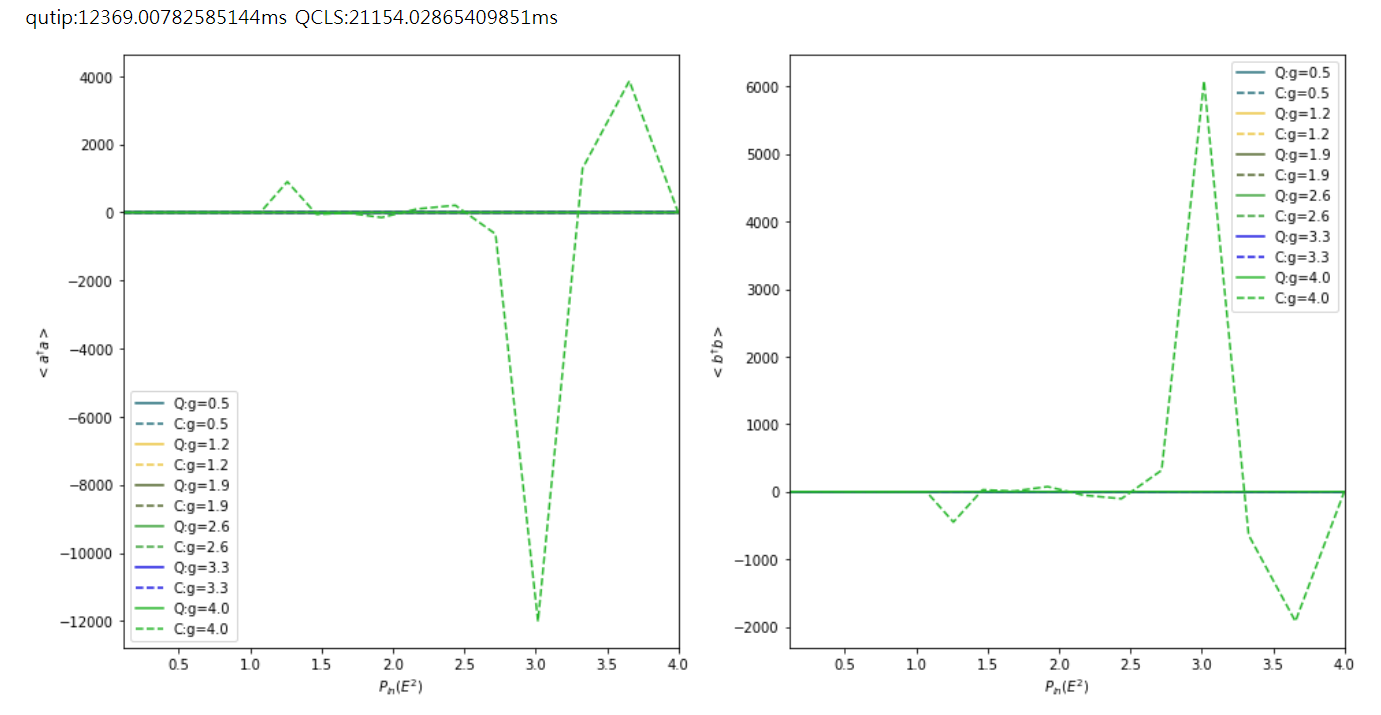 qutip:12369.00782585144ms QCLS:21154.02865409851ms
4000
2000
0
−2000
−4000
−6000
−8000
−10000
−12000
< a†a >
Q:g=0.5
C:g=0.5
Q:g=1.2
C:g=1.2
Q:g=1.9
C:g=1.9
Q:g=2.6
C:g=2.6
Q:g=3.3
C:g=3.3
Q:g=4.0
C:g=4.0
0.5 1.0 1.5 2.0 2.5 3.0 3.5 4.0
Pin(E²)
6000
5000
4000
3000
2000
1000
0
−1000
−2000
< b†b >
Q:g=0.5
C:g=0.5
Q:g=1.2
C:g=1.2
Q:g=1.9
C:g=1.9
Q:g=2.6
C:g=2.6
Q:g=3.3
C:g=3.3
Q:g=4.0
C:g=4.0
0.5 1.0 1.5 2.0 2.5 3.0 3.5 4.0
Pin(E²)